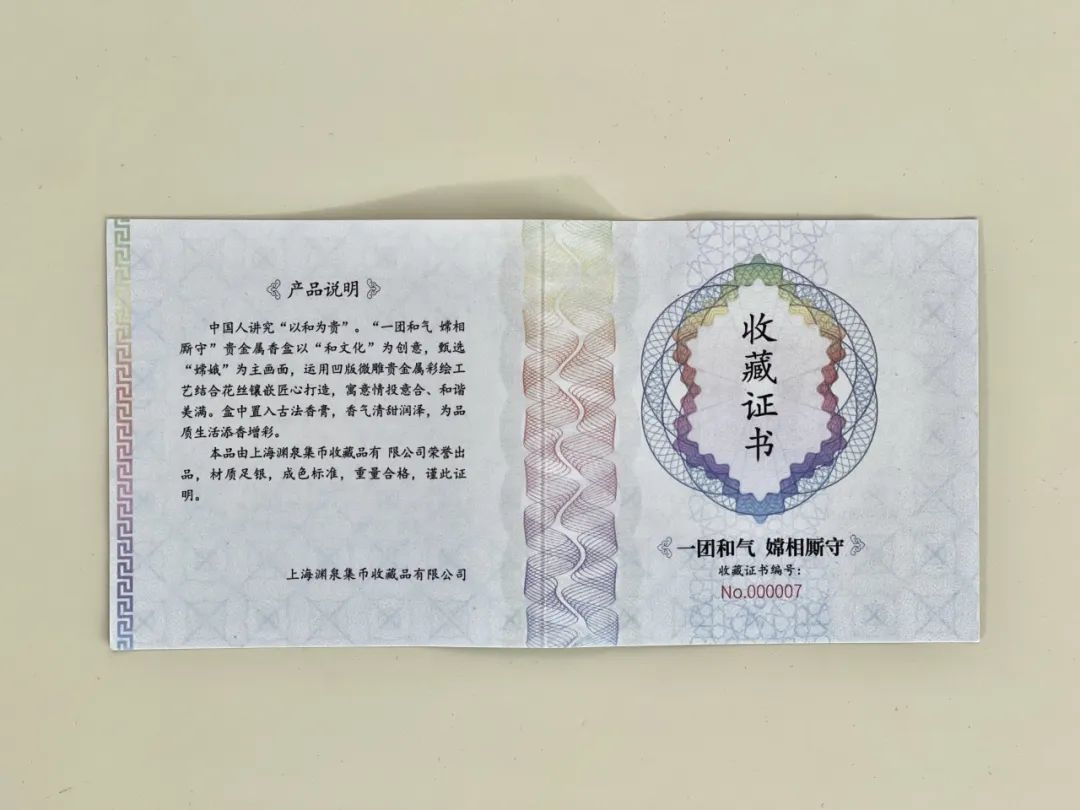 产品说明
中国人讲究“以和为贵”。“一团和气 嫦相
厮守”贵金属香盒以“和文化”为创意，甄选
“嫦娥”为主画面，运用凹版微雕贵金属彩绘工
艺结合花丝镶嵌匠心打造，寓意情投意合、和谐
美满。盒中置入古法香膏，香气清甜润泽，为品
质生活添香增彩。
本品由上海渊泉集币收藏品有 限公司荣誉出
品，材质足银，成色标准，重量合格，谨此证
明。
上海渊泉集币收藏品有限公司
收藏证书
一团和气 嫦相厮守
收藏证书编号：
No.000007